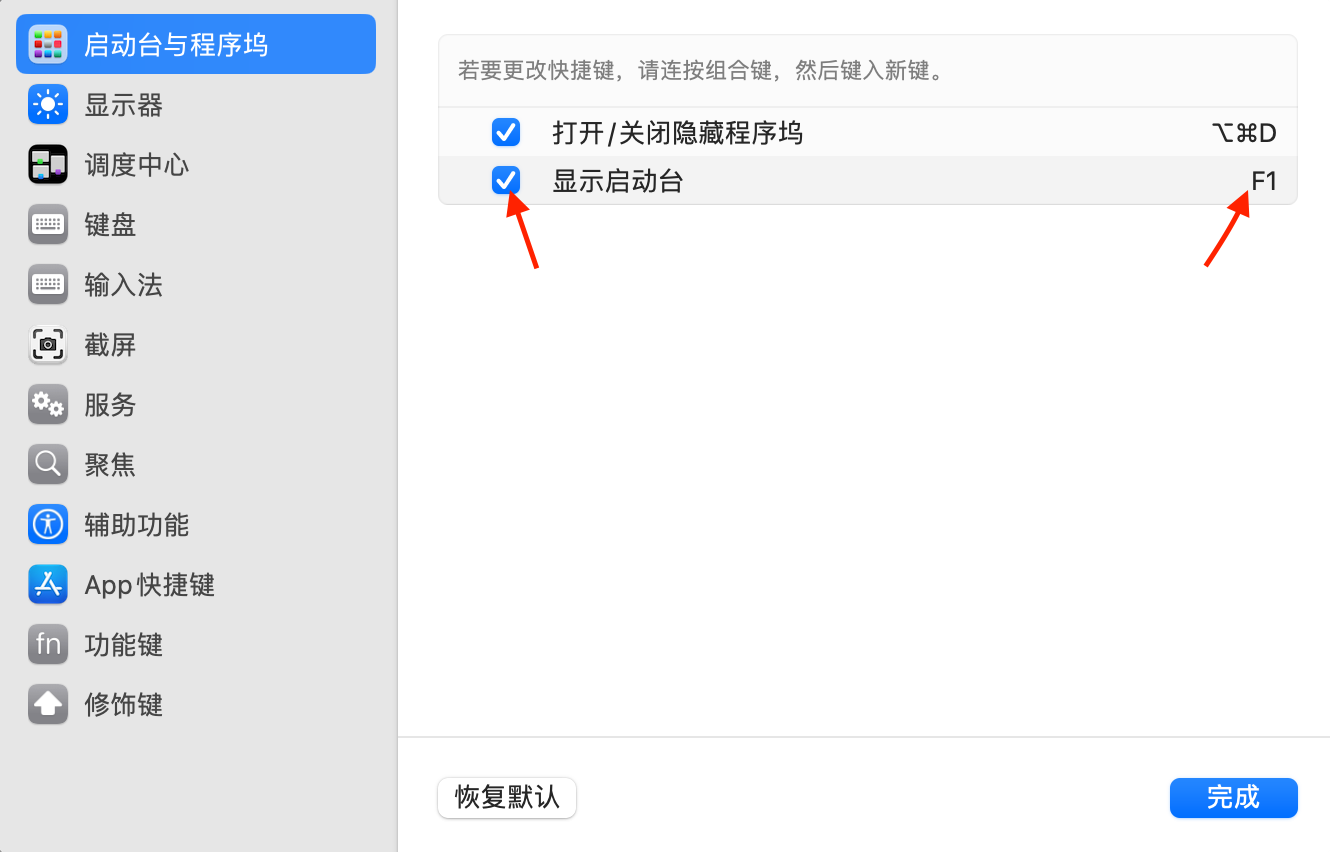 启动台与程序坞
显示器
调度中心
键盘
输入法
截屏
服务
聚焦
辅助功能
App 快捷键
fn 功能键
修饰键
若要更改快捷键，请连按组合键，然后键入新键。
打开/关闭隐藏程序坞 ⌥⌘D
显示启动台 F1
恢复默认 完成